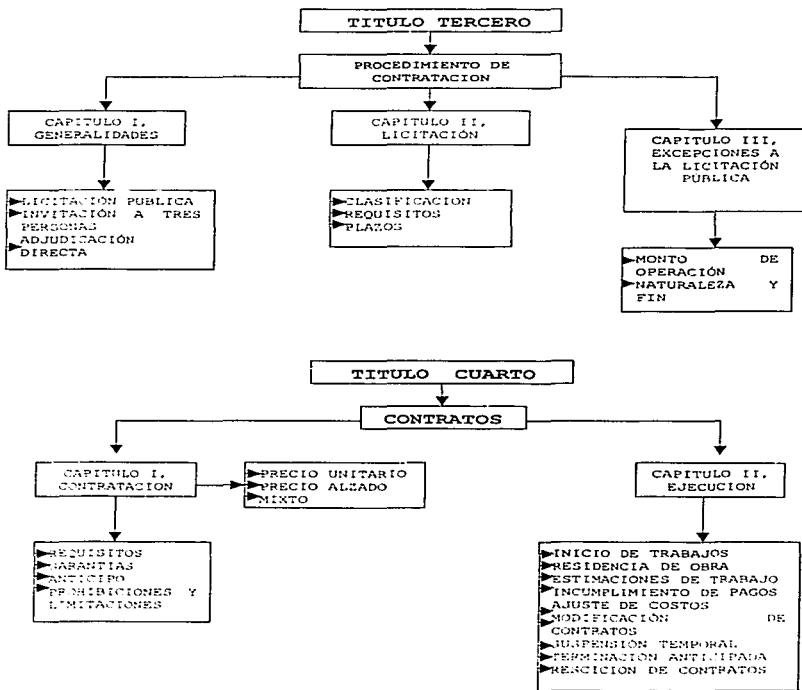 TITULO TERCERO
PROCEDIMIENTO DE
CONTRATACION
CAPITULO I,
GENERALIDADES
CAPITULO II,
LICITACIÓN
CAPITULO III,
EXCEPCIONES A
LA LICITACIÓN
PÚBLICA
LICITACIÓN PUBLICA
INVITACIÓN A TRES
PERSONAS
ADJUDICACIÓN
DIRECTA
CLASIFICACION
REQUISITOS
PLAZOS
MONTO DE
OPERACIÓN
NATURALEZA Y
FIN
TITULO CUARTO
CONTRATOS
CAPITULO I,
CONTRATACION
PRECIO UNITARIO
PRECIO ALZADO
MIXTO
CAPITULO II,
EJECUCION
REQUISITOS
GARANTIAS
ANTICIPO
PROHIBICIONES Y
LIMITACIONES
INICIO DE TRABAJOS
RESIDENCIA DE OBRA
ESTIMACIONES DE TRABAJO
INCUMPLIMIENTO DE PAGOS
AJUSTE DE COSTOS
MODIFICACIÓN DE
CONTRATOS
SUSPENSIÓN TEMPORAL
TERMINACIÓN ANTICIPADA
RESCICION DE CONTRATOS